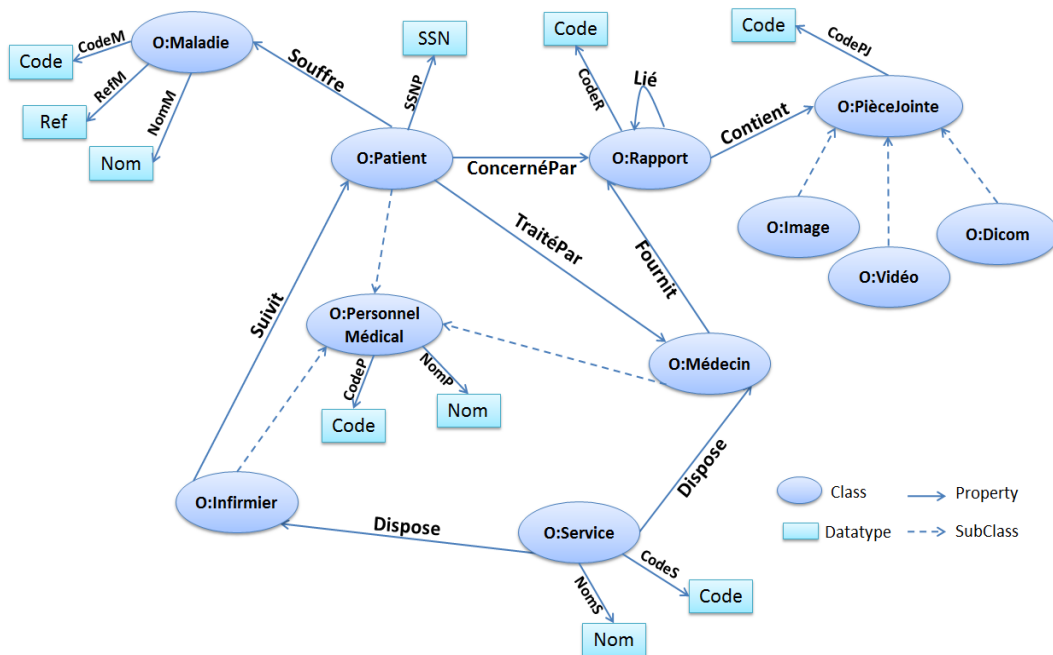 O:Maladie
CodeM
Code
RefM
Ref
NomM
Nom
Souffre
SSN
SSNP
O:Patient
ConcernéPar
Code
CodeR
Lié
O:Rapport
Contient
Code
CodePJ
O:PièceJointe
O:Image
O:Vidéo
O:Dicom
TraitéPar
Fournit
Suivit
O:Personnel
Médical
CodeP
NomP
Code
Nom
O:Médecin
Dispose
O:Infirmier
Dispose
O:Service
CodeS
Code
NomS
Nom
Class
Property
Datatype
SubClass